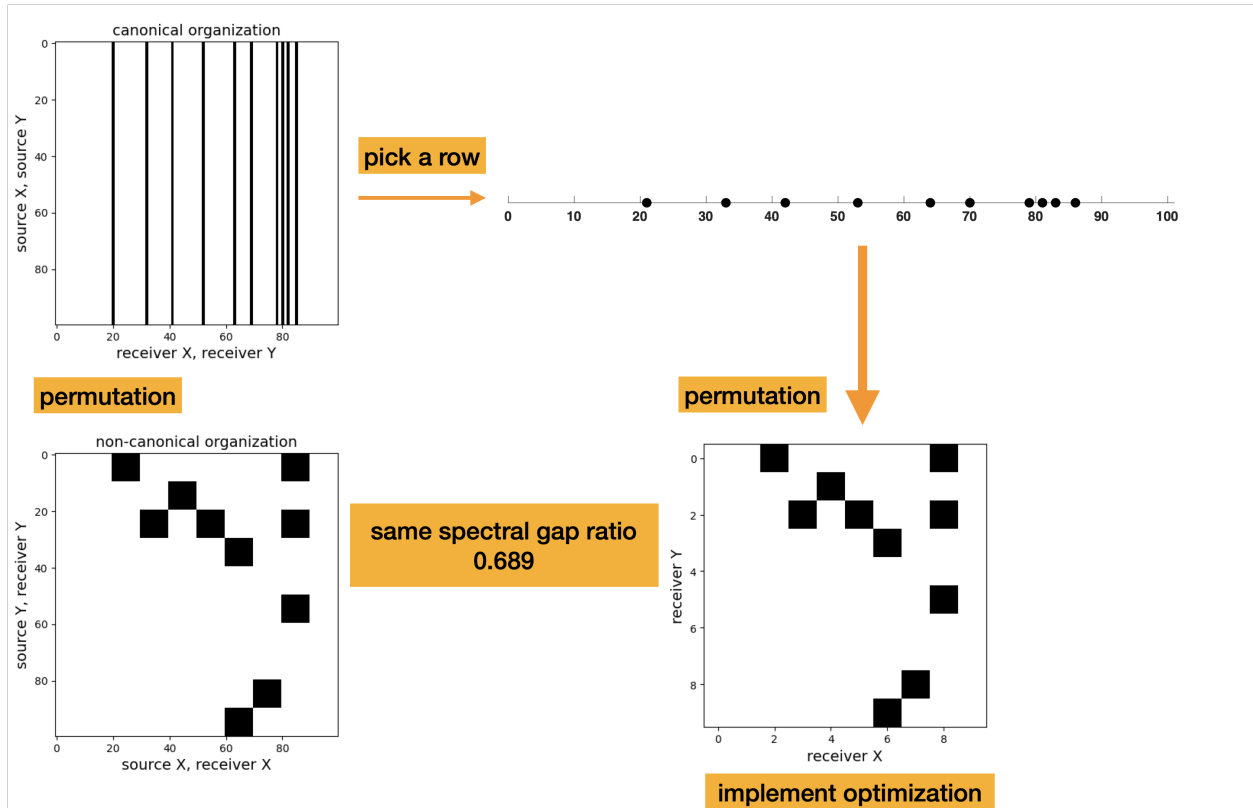 canonical organization
0
20
40
60
80
source X, source Y
0 20 40 60 80
receiver X, receiver Y
pick a row
0 10 20 30 40 50 60 70 80 90 100
permutation
permutation
non-canonical organization
0
20
40
60
80
source Y, receiver Y
0 20 40 60 80
source X, receiver X
same spectral gap ratio
0.689
0
2
4
6
8
receiver Y
0 2 4 6 8
receiver X
implement optimization